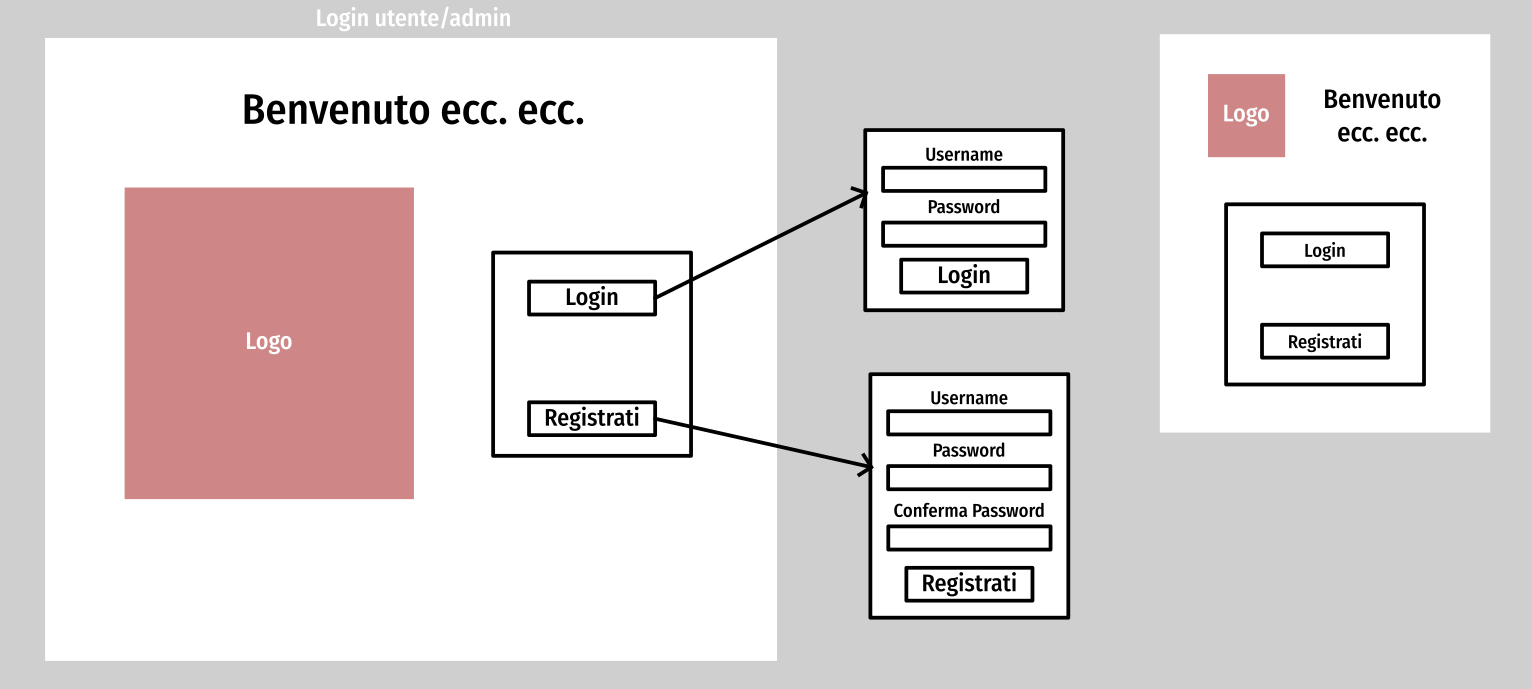 Login utente/admin
Benvenuto ecc. ecc.
Logo
Login
Registrati
Username
Password
Login
Username
Password
Conferma Password
Registrati
Logo
Benvenuto
ecc. ecc.
Login
Registrati